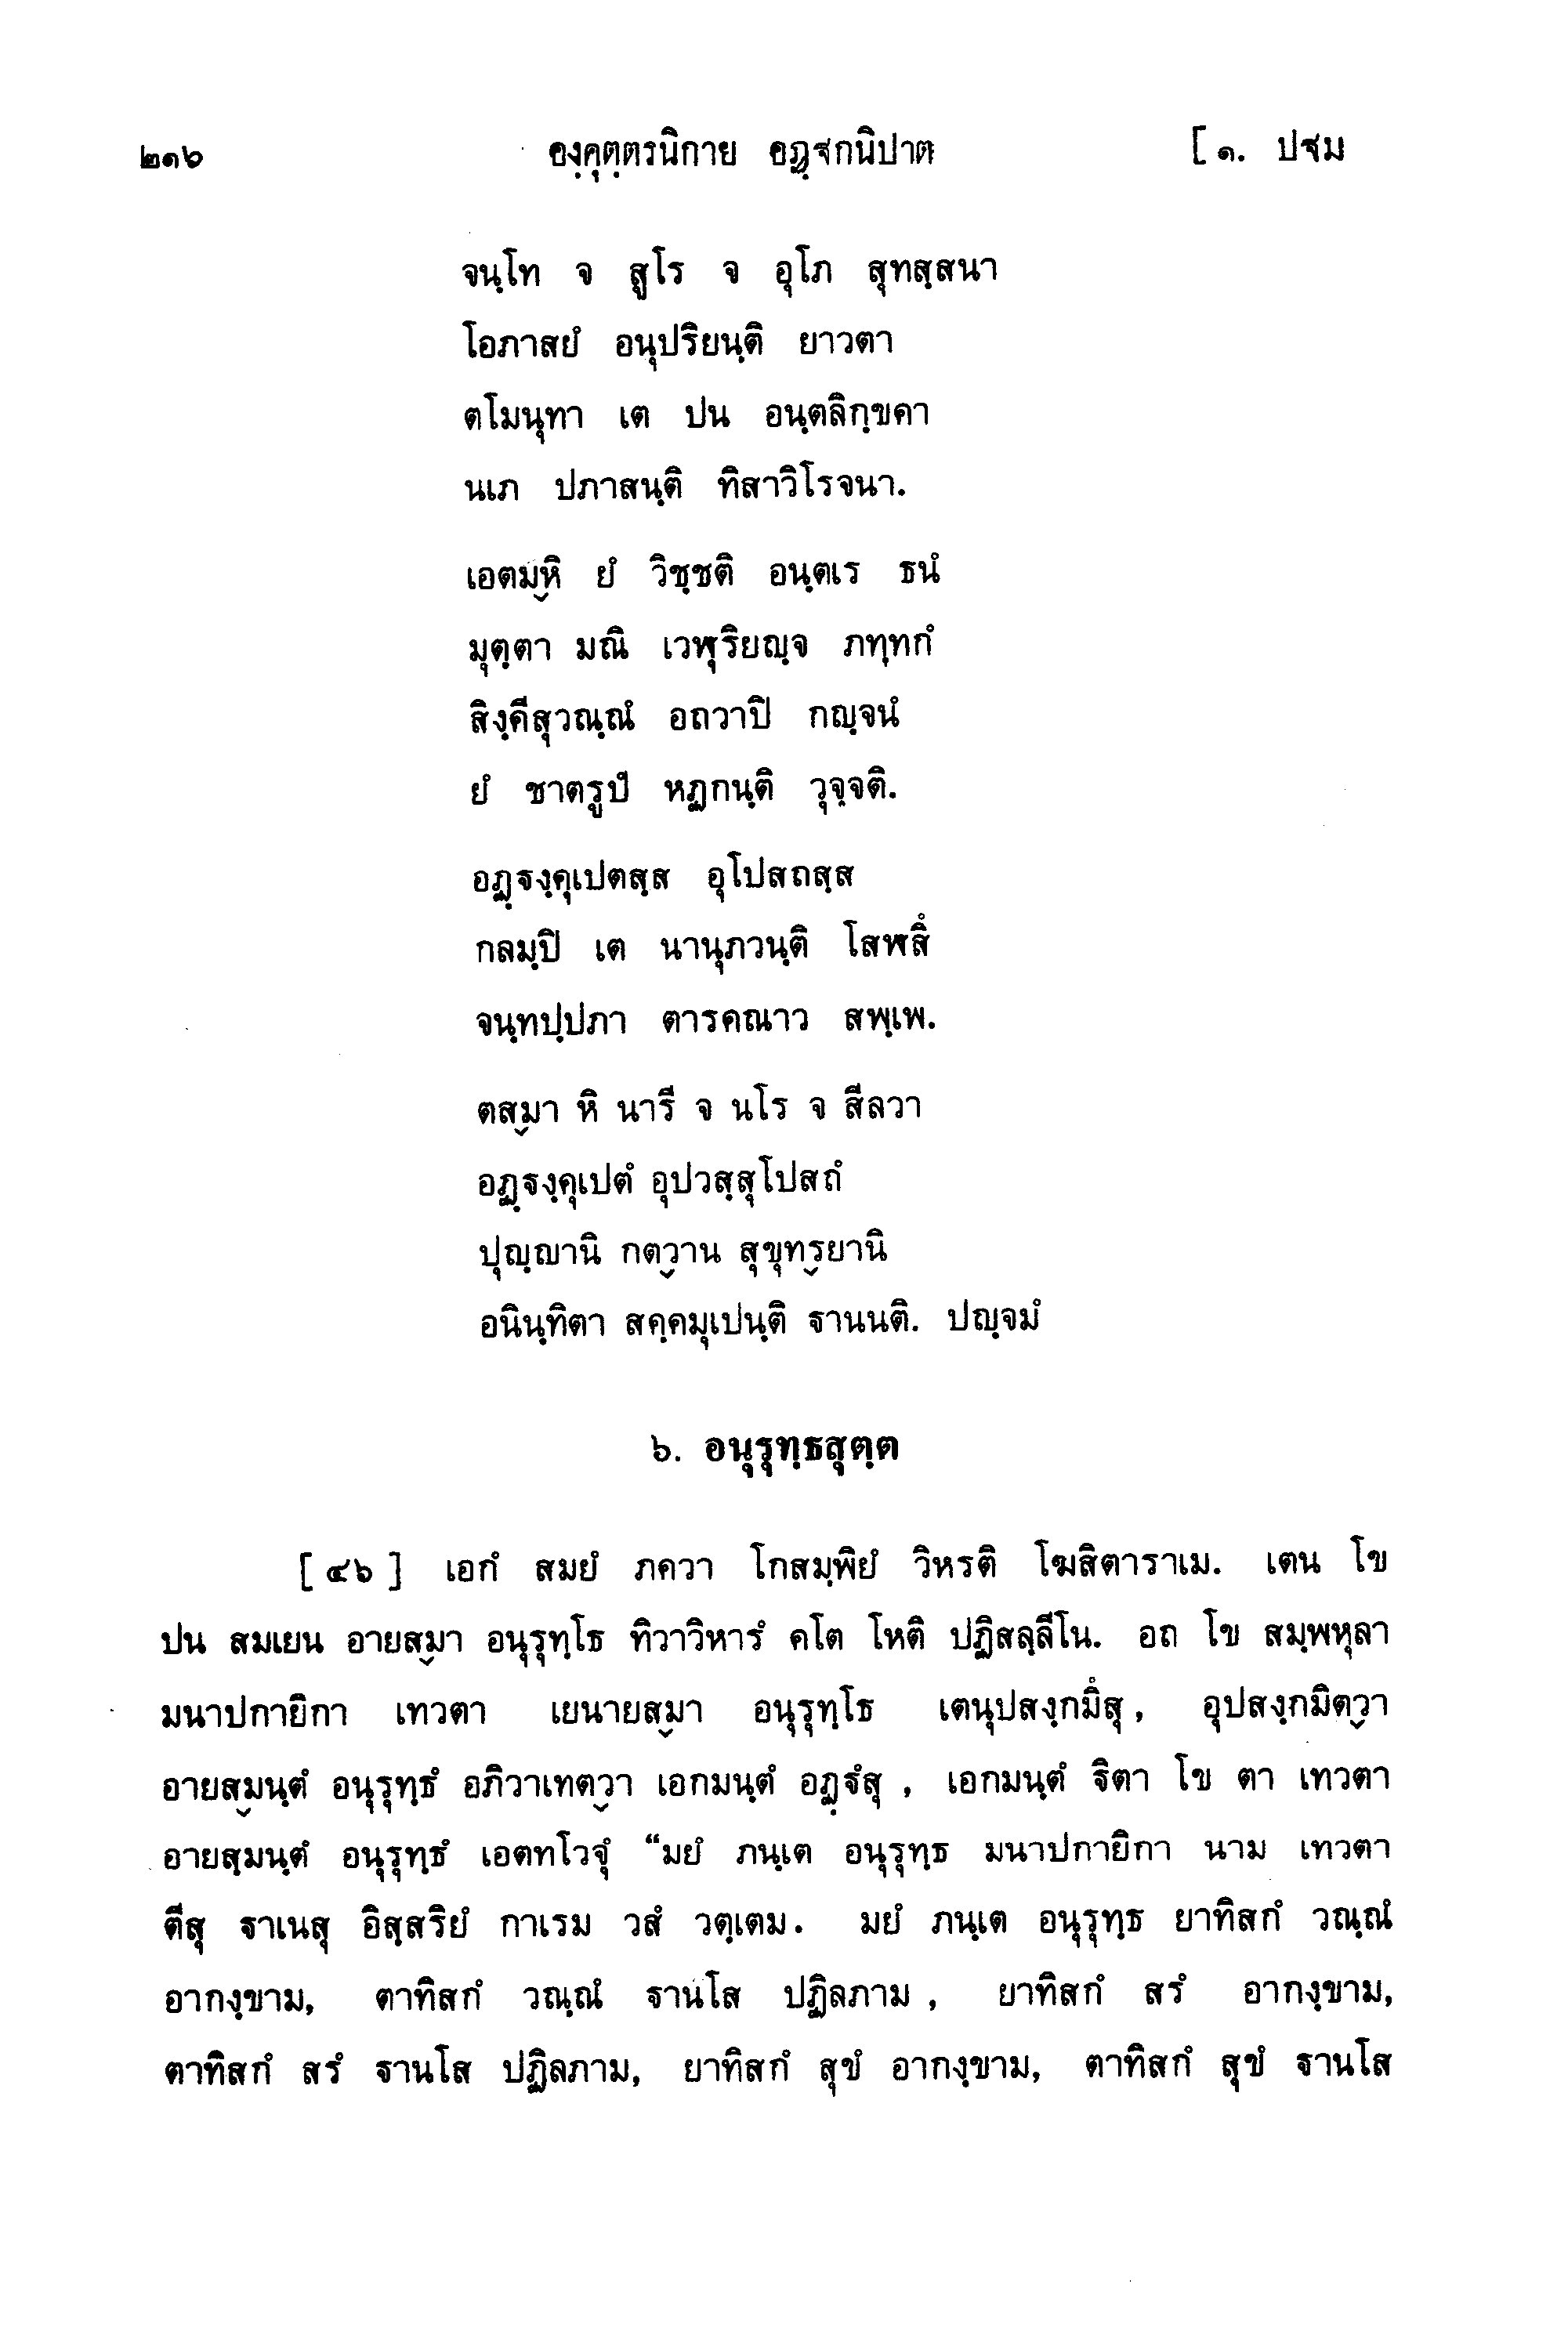 ๒๑๖ องฺคุตฺตรนิกาย อฏฺฐกนิปาต [ ๑. ปฐม
จนฺโท จ สูโร จ อุโภ สุทสฺสนา
โอภาสยํ อนุปริยนฺติ ยาวตา
ตโมนุทา เต ปน อนฺตลิกฺขคา
นเภ ปภาสนฺติ ทิสาวิโรจนา.
เอตมฺหิ ยํ วิชฺชติ อนฺตเร ธนํ
มุตฺตา มณิ เวฬุริยญฺจ ภทฺทกํ
สิงฺคีสุวณฺณํ อถวาปิ กญฺจนํ
ยํ ชาตรูปํ หฏกนฺติ วุจฺจติ.
อฏฺฐงฺคุเปตสฺส อุโปสถสฺส
กลมฺปิ เต นานุภวนฺติ โสฬสึ
จนฺทปฺปภา ตารคณาว สพฺเพ.
ตสฺมา หิ นารี จ นโร จ สีลวา
อฏฺฐงฺคุเปตํ อุปวสฺสุโปสถํ
ปุญฺญานิ กตฺวาน สุขุทฺรยานิ
อนินฺทิตา สคฺคมุเปนฺติ ฐานนติ. ปญฺจมํ
๖. อนุรุทฺธสุตฺต
[ ๔๖ ] เอกํ สมยํ ภควา โกสมฺพิยํ วิหรติ โฆสิตาราเม. เตน โข
ปน สมเยน อายสฺมา อนุรุทฺโธ ทิวาวิหารํ คโต โหติ ปฏิสลฺลีโน. อถ โข สมฺพหุลา
มนาปกายิกา เทวตา เยนายสฺมา อนุรุทฺโธ เตนุปสงฺกมึสุ, อุปสงฺกมิตฺวา
อายสฺมนฺตํ อนุรุทฺธํ อภิวาเทตฺวา เอกมนฺตํ อฏฺฐํสุ , เอกมนฺตํ ฐิตา โข ตา เทวตา
อายสฺมนฺตํ อนุรุทฺธํ เอตทโวจุํ “มยํ ภนฺเต อนุรุทฺธ มนาปกายิกา นาม เทวตา
ตีสุ ฐาเนสุ อิสฺสริยํ กาเรม วสํ วตฺเตม. มยํ ภนฺเต อนุรุทฺธ ยาทิสกํ วณฺณํ
อากงฺขาม, ตาทิสกํ วณฺณํ ฐานโส ปฏิลภาม , ยาทิสกํ สรํ อากงฺขาม,
ตาทิสกํ สรํ ฐานโส ปฏิลภาม, ยาทิสกํ สุขํ อากงฺขาม, ตาทิสกํ สุขํ ฐานโส